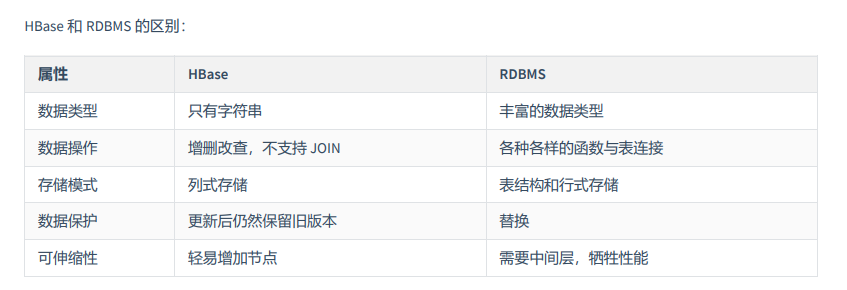 HBase 和 RDBMS 的区别：
属性 HBase RDBMS
数据类型 只有字符串 丰富的数据类型
数据操作 增删改查，不支持 JOIN 各种各样的函数与表连接
存储模式 列式存储 表结构和行式存储
数据保护 更新后仍然保留旧版本 替换
可伸缩性 轻易增加节点 需要中间层，牺牲性能